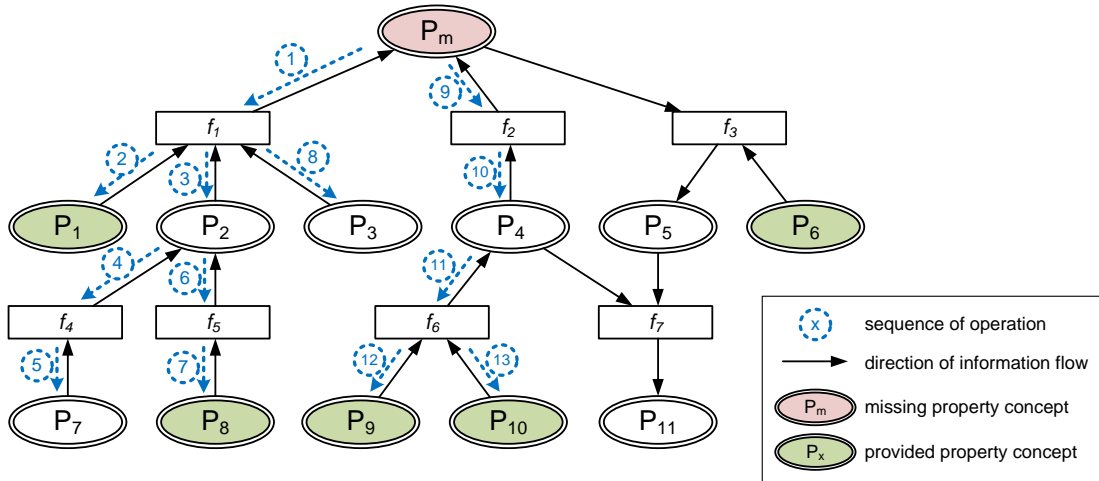 Pm
1
9
f1
f2
f3
2
3
8
10
P1
P2
P3
P4
P5
P6
4
6
11
f4
f5
f6
f7
5
7
12
13
P7
P8
P9
P10
P11
x sequence of operation
direction of information flow
Pm missing property concept
Px provided property concept